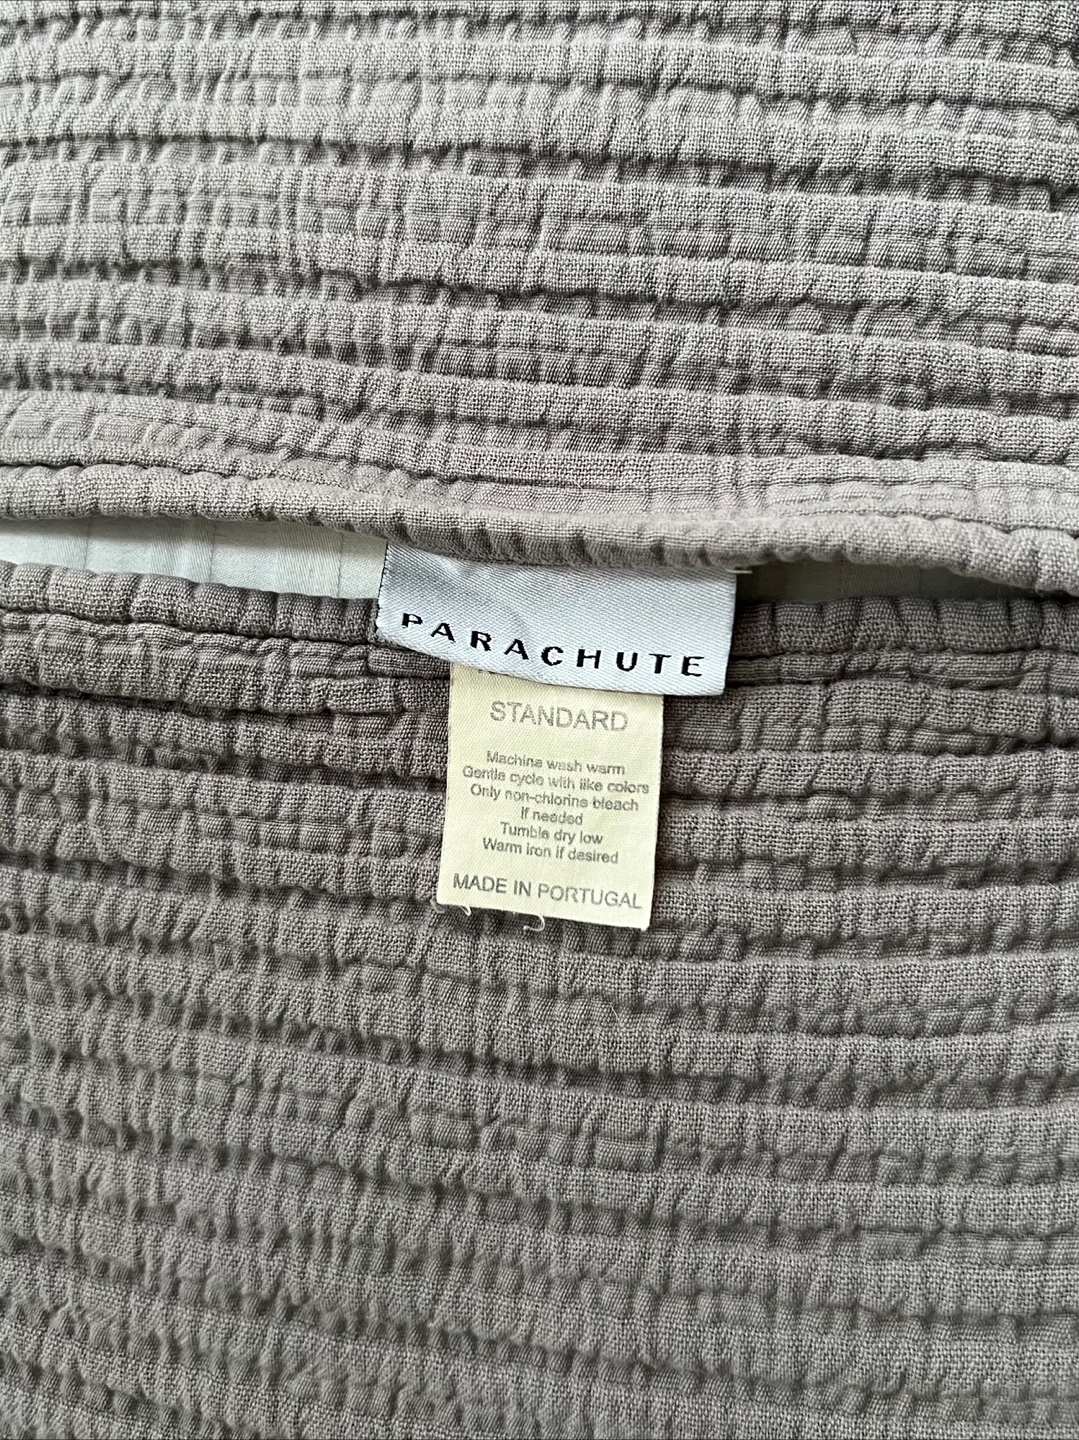 PARACHUTE
STANDARD
Machine wash warm
Gentle cycle with like colors
Only non-chlorine bleach
if needed
Tumble dry low
Warm iron if desired
MADE IN PORTUGAL